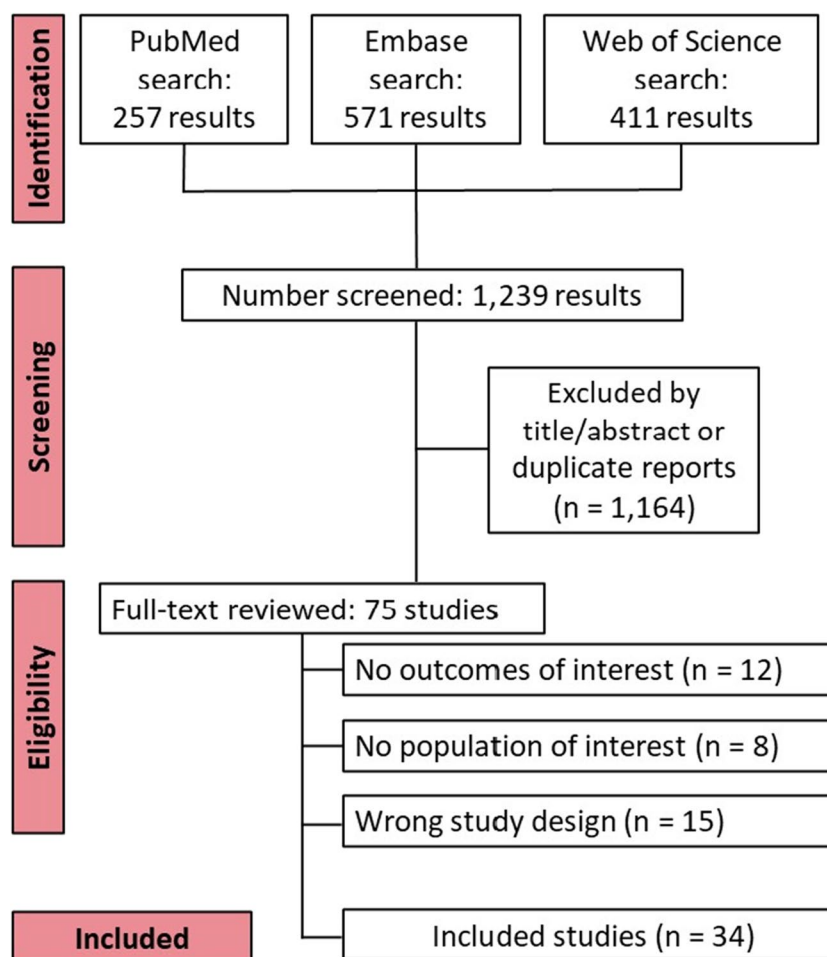 Identification
PubMed
search:
257 results
Embase
search:
571 results
Web of Science
search:
411 results
Screening
Number screened: 1,239 results
Excluded by
title/abstract or
duplicate reports
(n = 1,164)
Eligibility
Full-text reviewed: 75 studies
No outcomes of interest (n = 12)
No population of interest (n = 8)
Wrong study design (n = 15)
Included
Included studies (n = 34)